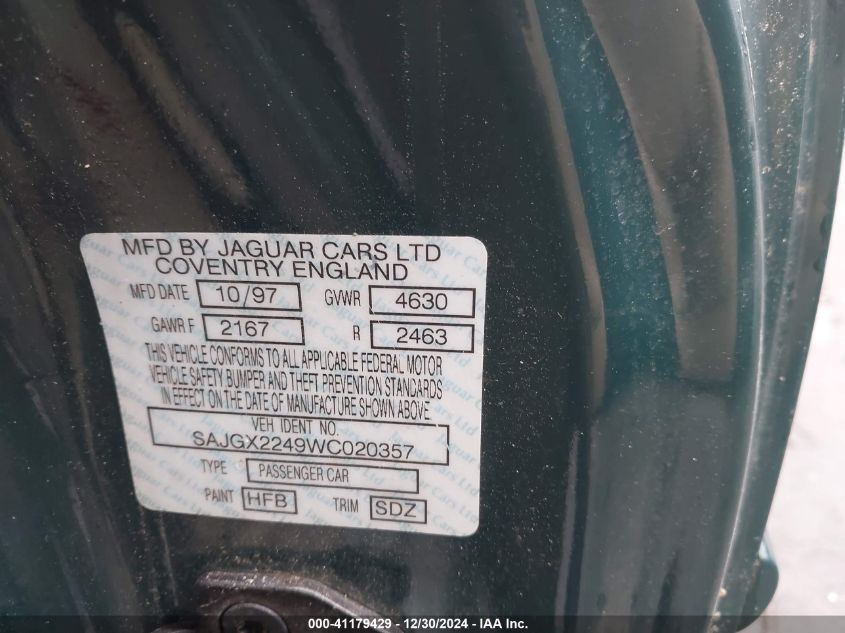 MFD BY JAGUAR CARS LTD
COVENTRY ENGLAND
MFD DATE 10/97 GVWR 4630
GAWR F 2167 R 2463
THIS VEHICLE CONFORMS TO ALL APPLICABLE FEDERAL MOTOR
VEHICLE SAFETY BUMPER AND THEFT PREVENTION STANDARDS
IN EFFECT ON THE DATE OF MANUFACTURE SHOWN ABOVE
VEH IDENT NO.
SAJGX2249WC020357
TYPE PASSENGER CAR
PAINT HFB TRIM SDZ
000-41179429 - 12/30/2024 - IAA Inc.